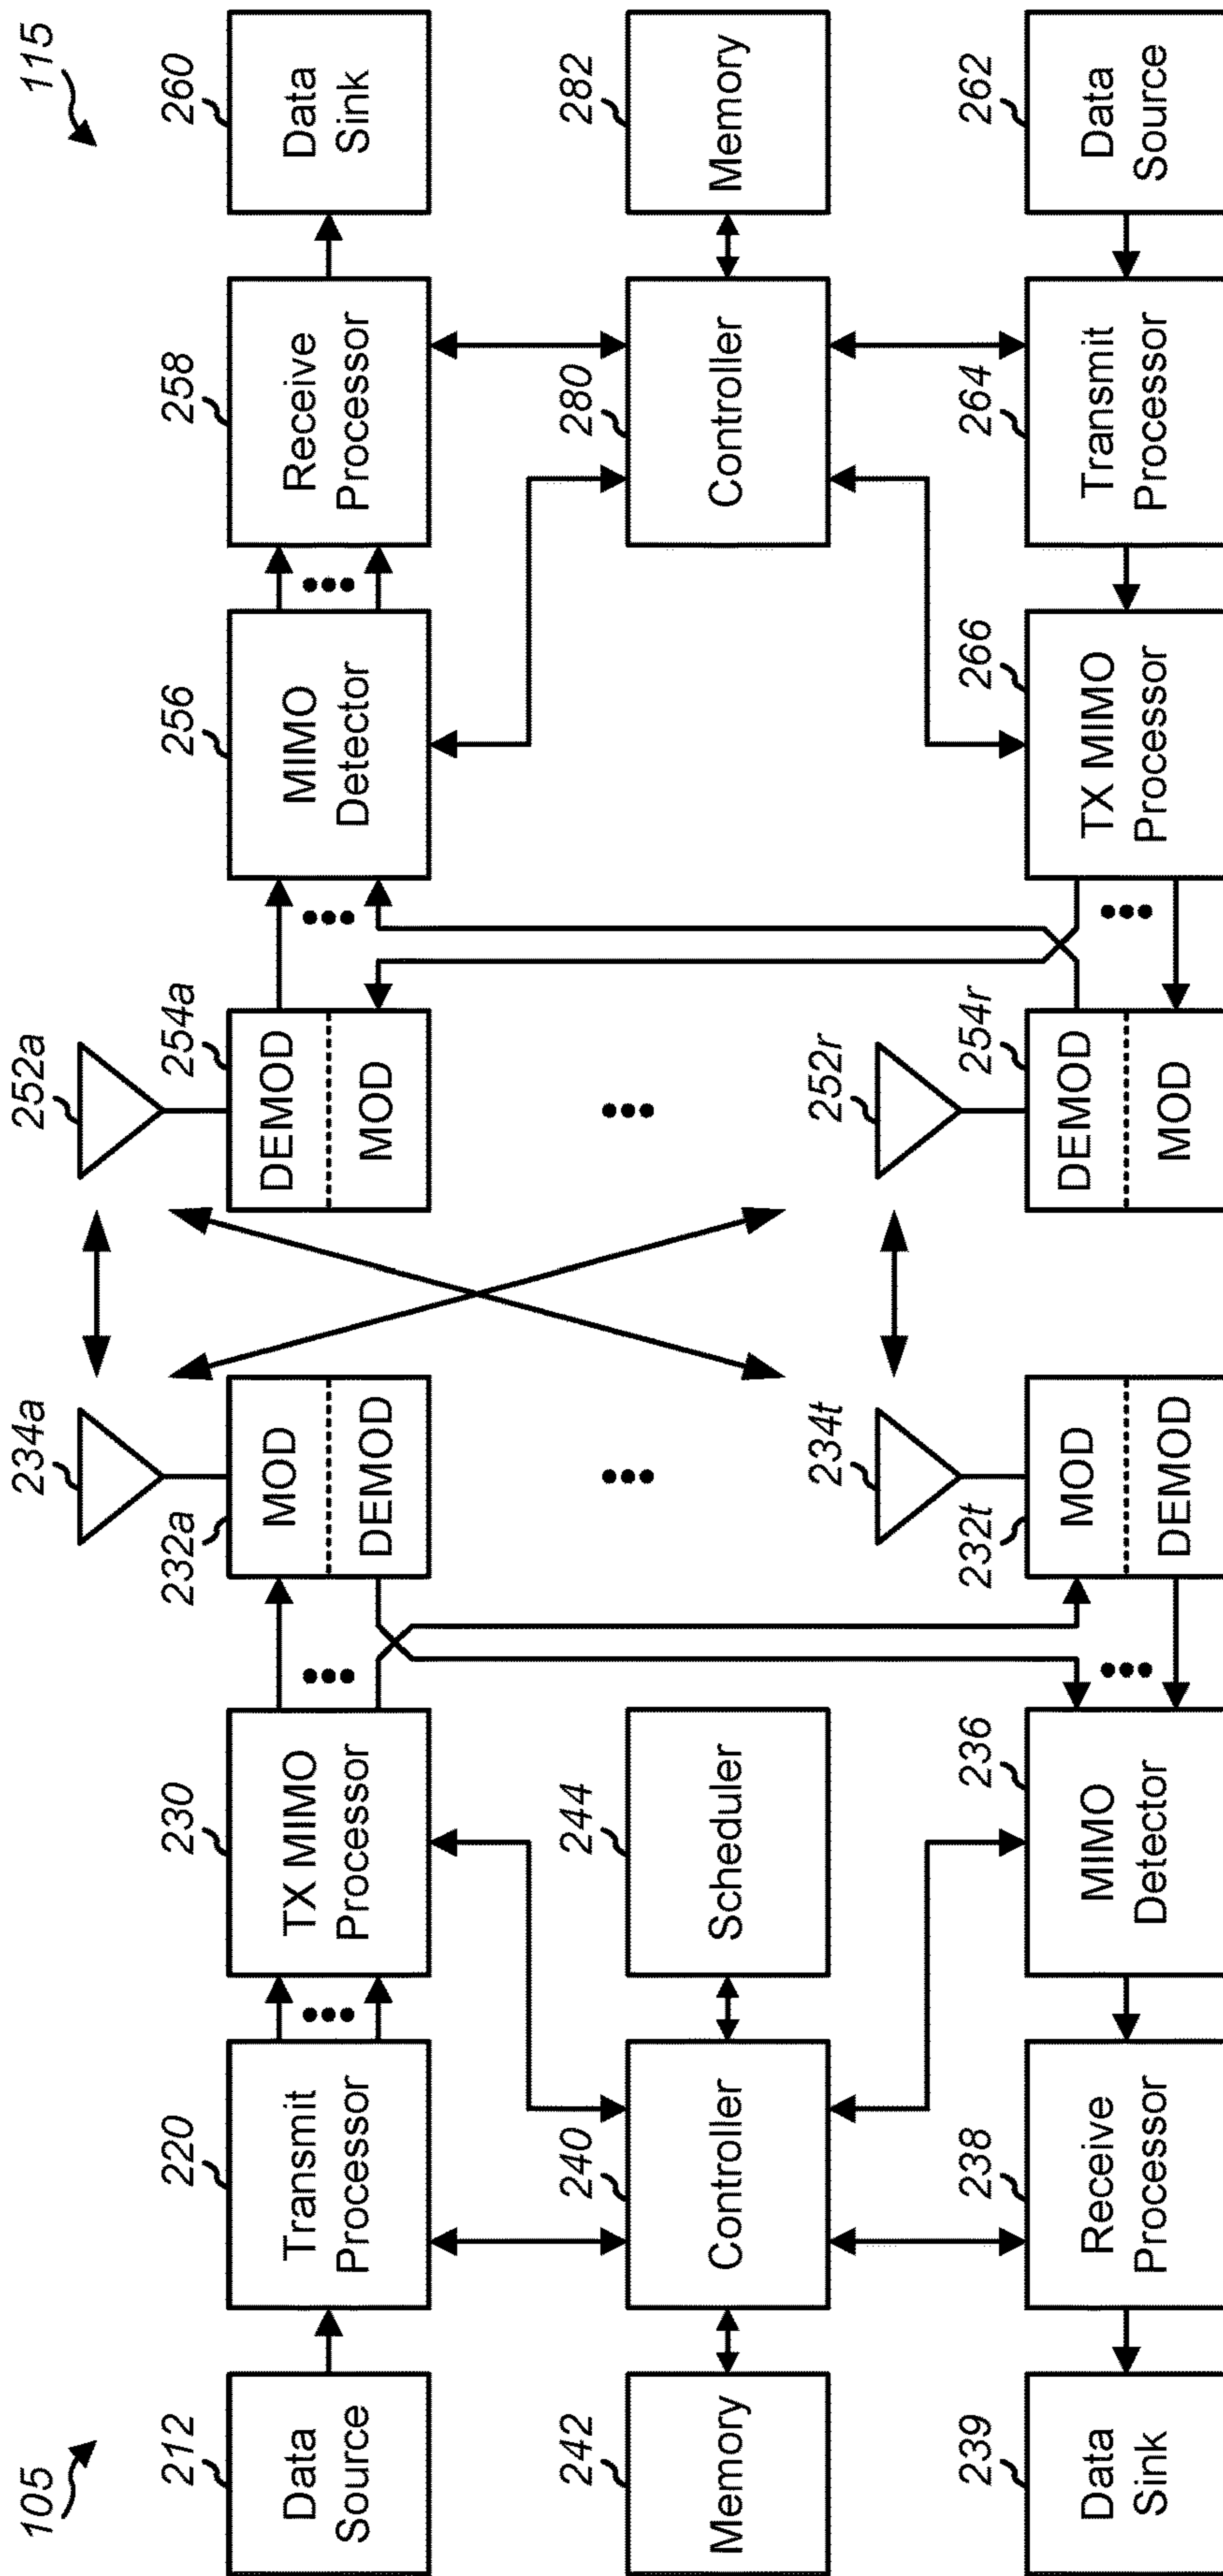 105
115
212
Data
Source
220
Transmit
Processor
230
TX MIMO
Processor
232a
MOD
DEMOD
234a
252a
254a
DEMOD
MOD
256
MIMO
Detector
258
Receive
Processor
260
Data
Sink
242
Memory
240
Controller
244
Scheduler
280
Controller
282
Memory
239
Data
Sink
238
Receive
Processor
236
MIMO
Detector
232t
MOD
DEMOD
234t
252r
254r
DEMOD
MOD
266
TX MIMO
Processor
264
Transmit
Processor
262
Data
Source